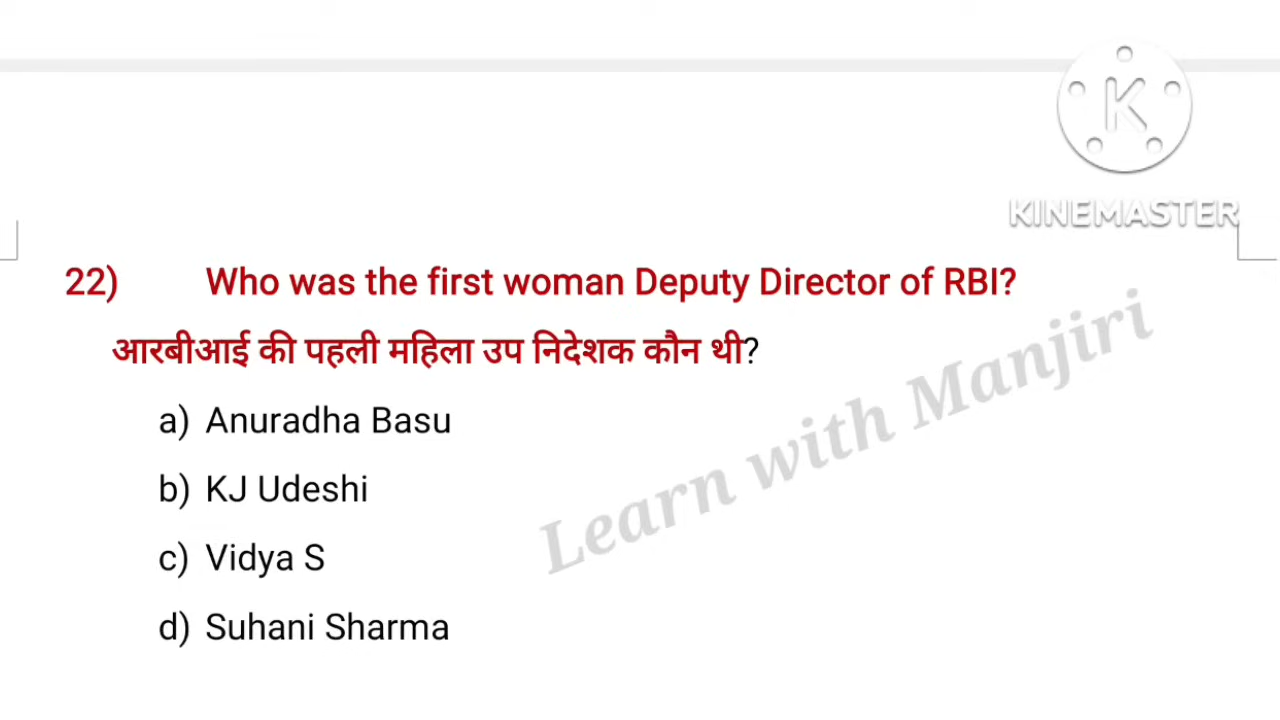 K
KINEMASTER
22) Who was the first woman Deputy Director of RBI?
आरबीआई की पहली महिला उप निदेशक कौन थी?
a) Anuradha Basu
b) KJ Udeshi
c) Vidya S
d) Suhani Sharma
Learn with Manjiri